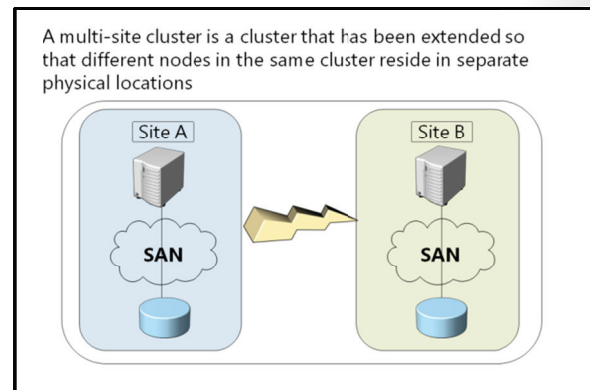 A multi-site cluster is a cluster that has been extended so
that different nodes in the same cluster reside in separate
physical locations
Site A
Site B
SAN
SAN